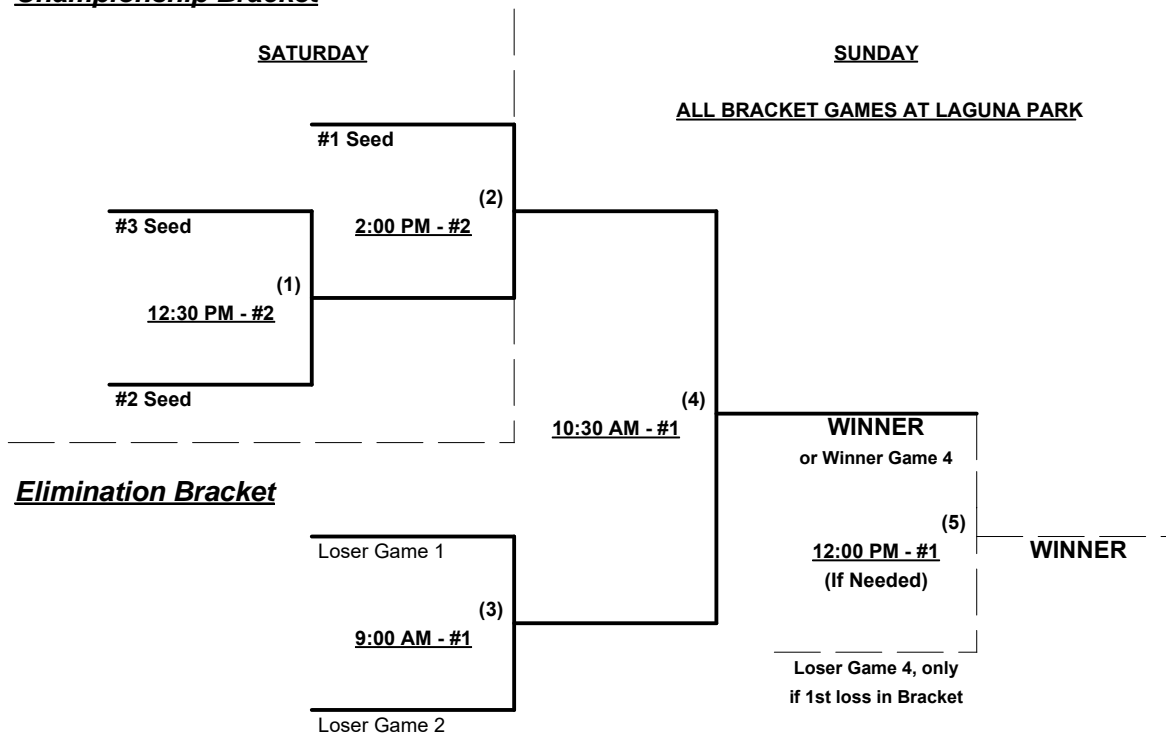 Championship Bracket
SATURDAY
SUNDAY
ALL BRACKET GAMES AT LAGUNA PARK
#1 Seed
(2)
2:00 PM - #2
#3 Seed
(1)
12:30 PM - #2
#2 Seed
(4)
10:30 AM - #1
WINNER
or Winner Game 4
Elimination Bracket
(5)
12:00 PM - #1
(If Needed)
WINNER
Loser Game 1
(3)
9:00 AM - #1
Loser Game 4, only
if 1st loss in Bracket
Loser Game 2